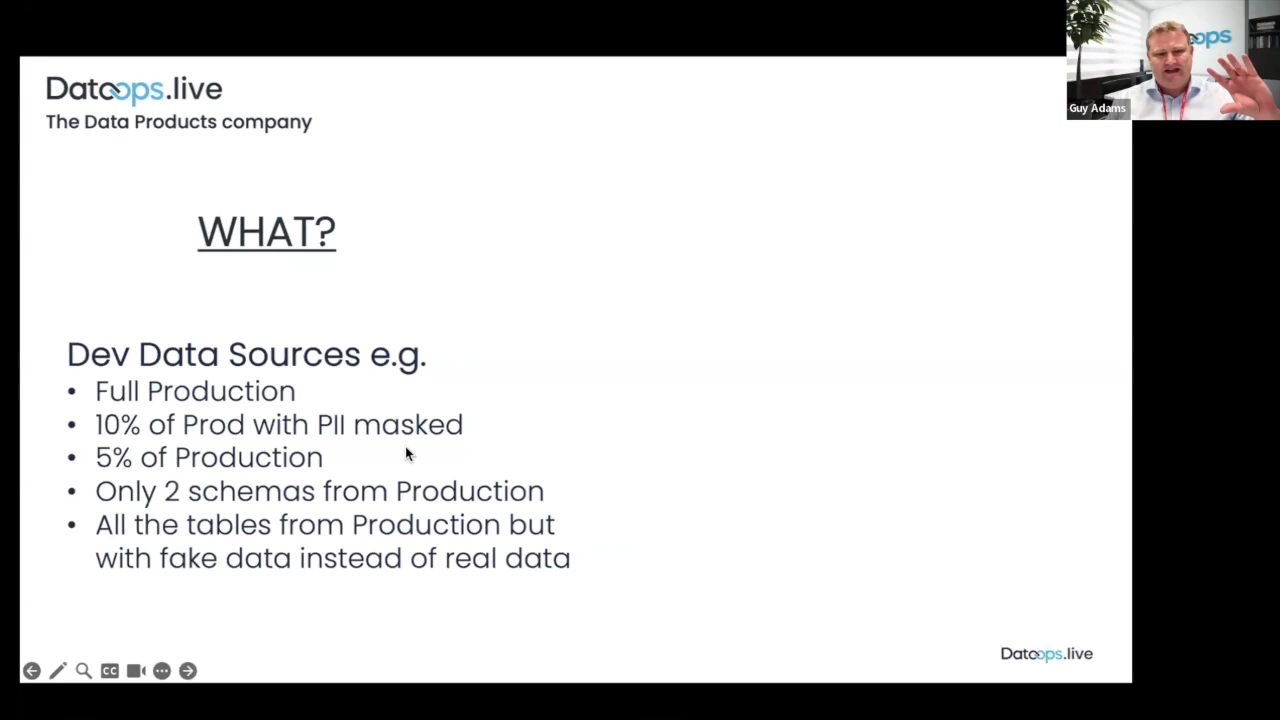 Dataops.live
The Data Products company
ops
Guy Adams
WHAT?
Dev Data Sources e.g.
• Full Production
• 10% of Prod with PII masked
• 5% of Production
• Only 2 schemas from Production
• All the tables from Production but
with fake data instead of real data
Dataops.live
CC